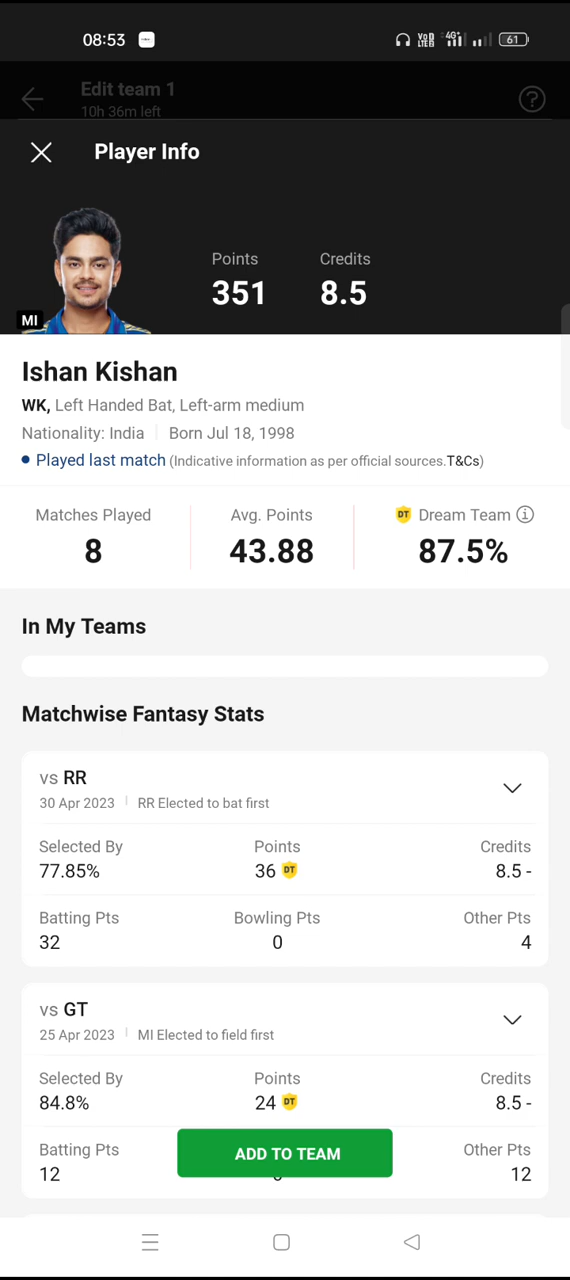 08:53
VoD LTE2 4G+ 61
Edit team 1
10h 36m left
Player Info
Points Credits
351 8.5
MI
Ishan Kishan
WK, Left Handed Bat, Left-arm medium
Nationality: India Born Jul 18, 1998
Played last match (Indicative information as per official sources.T&Cs)
Matches Played Avg. Points DT Dream Team
8 43.88 87.5%
In My Teams
Matchwise Fantasy Stats
vs RR
30 Apr 2023 RR Elected to bat first
Selected By Points Credits
77.85% 36 DT 8.5 -
Batting Pts Bowling Pts Other Pts
32 0 4
vs GT
25 Apr 2023 MI Elected to field first
Selected By Points Credits
84.8% 24 DT 8.5 -
Batting Pts Other Pts
ADD TO TEAM
12 12